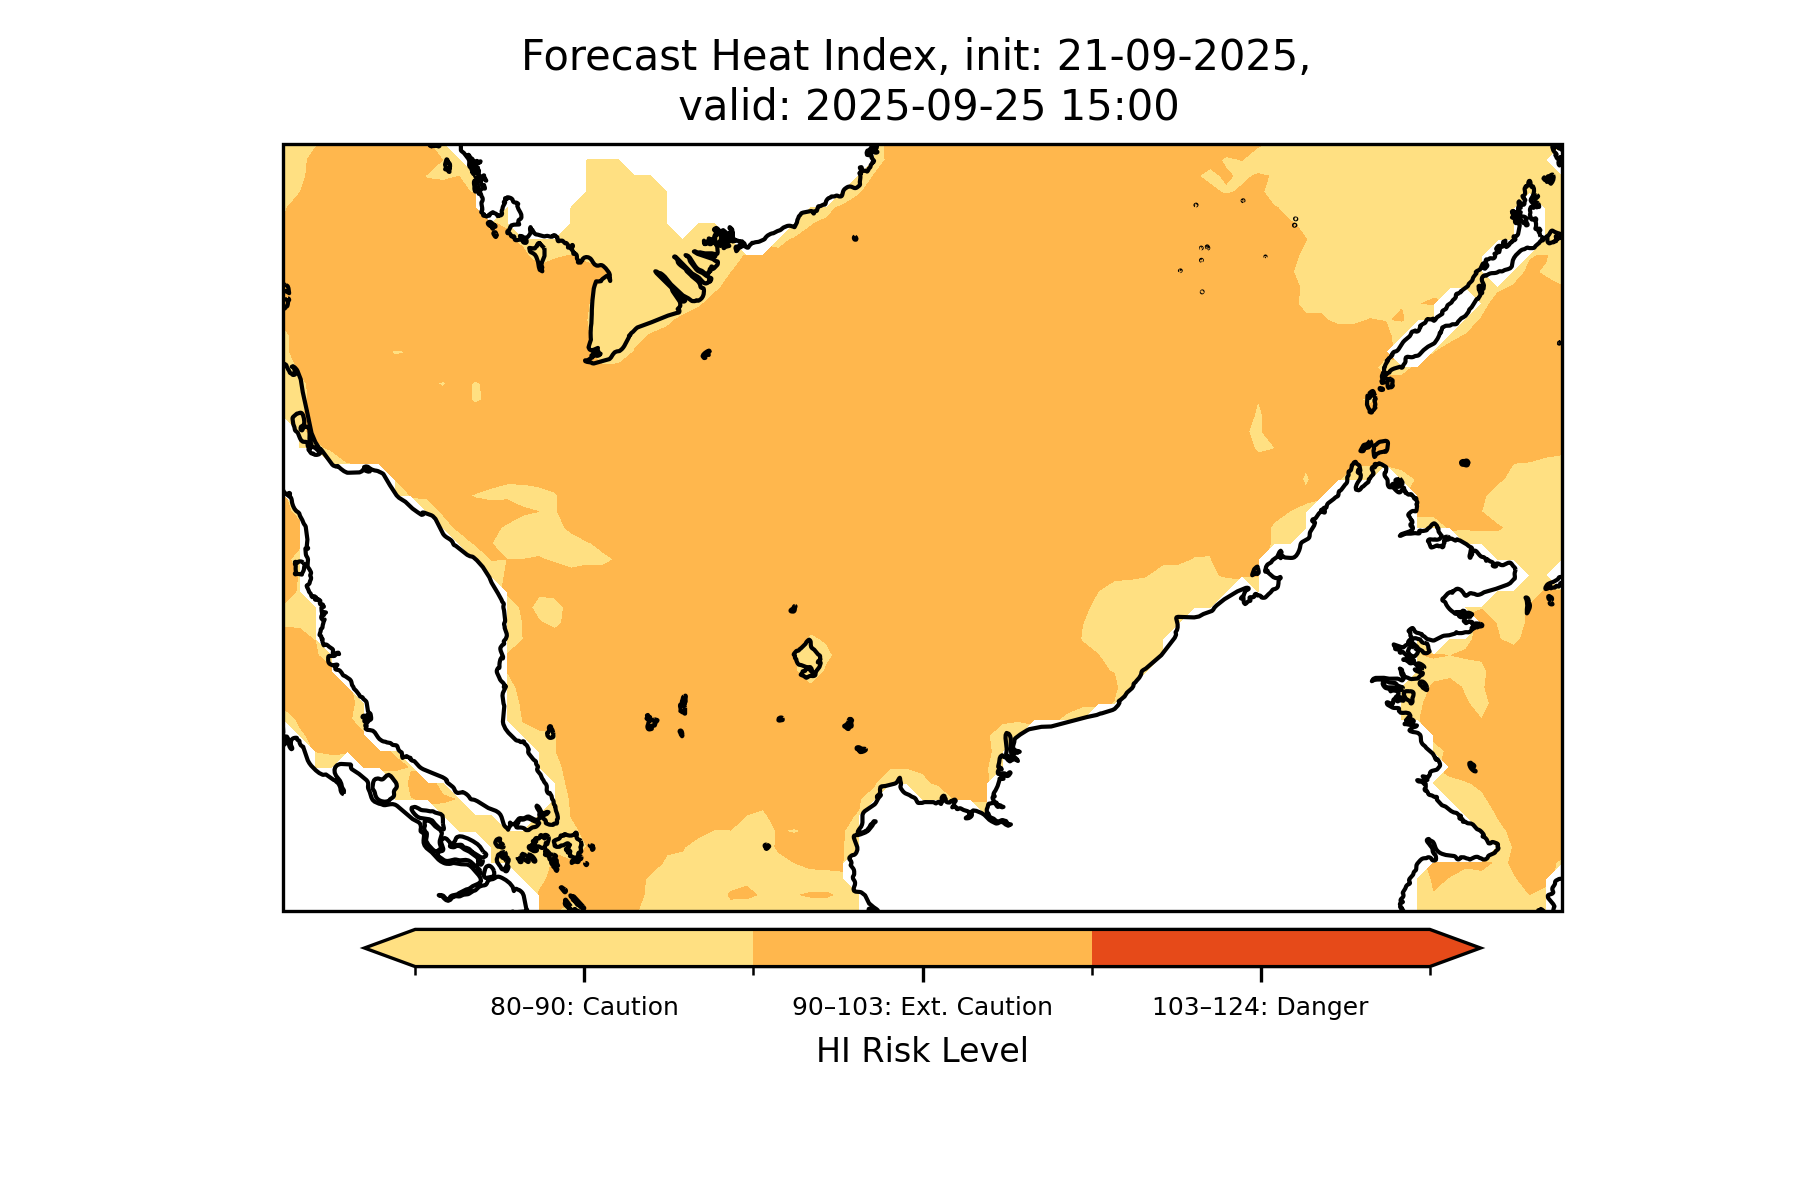 Forecast Heat Index, init: 21-09-2025,
valid: 2025-09-25 15:00
80–90: Caution
90–103: Ext. Caution
103–124: Danger
HI Risk Level